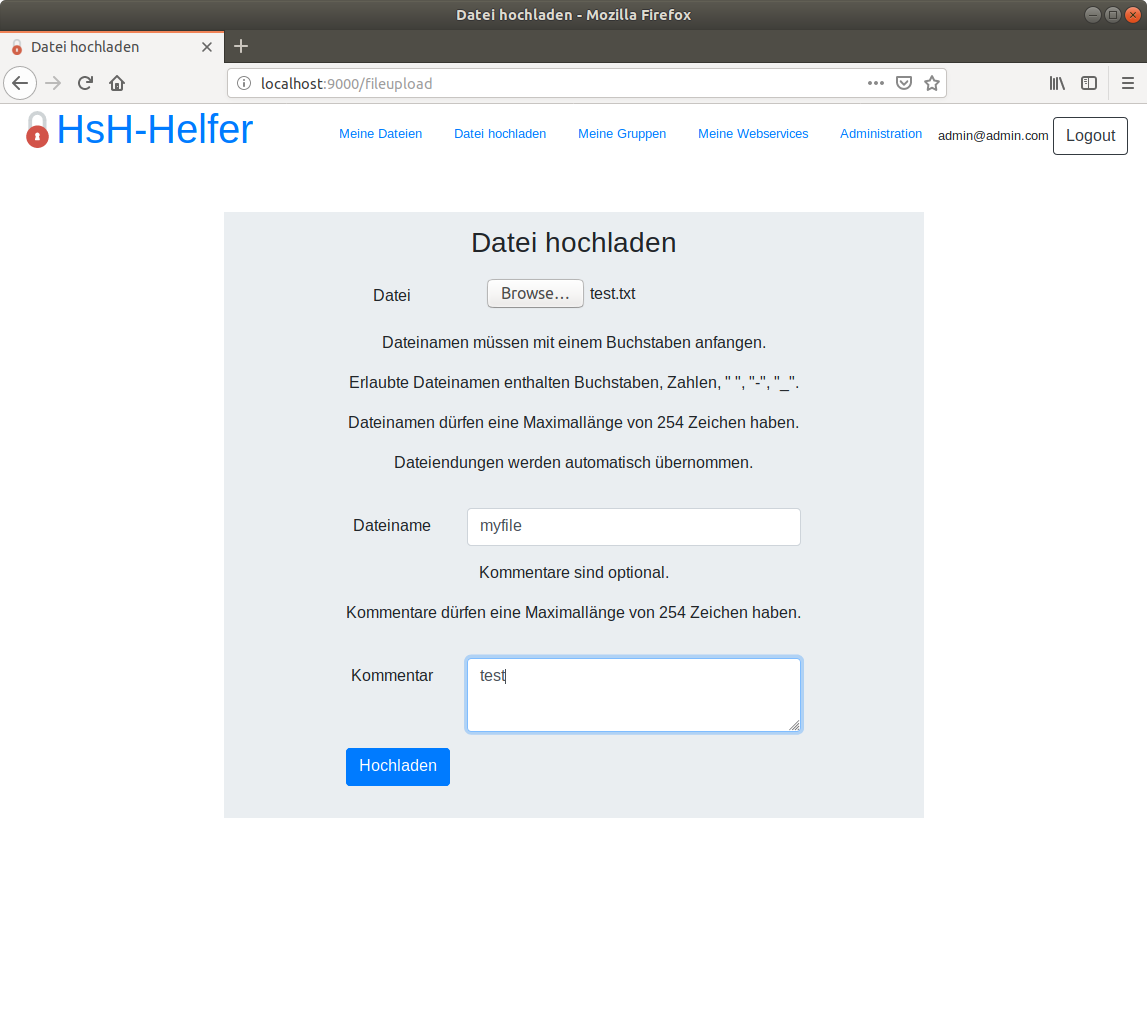 Datei hochladen - Mozilla Firefox
Datei hochladen
localhost:9000/fileupload
HsH-Helfer Meine Dateien Datei hochladen Meine Gruppen Meine Webservices Administration admin@admin.com Logout
Datei hochladen
Datei Browse... test.txt
Dateinamen müssen mit einem Buchstaben anfangen.
Erlaubte Dateinamen enthalten Buchstaben, Zahlen, " ", "-", "_".
Dateinamen dürfen eine Maximallänge von 254 Zeichen haben.
Dateiendungen werden automatisch übernommen.
Dateiname myfile
Kommentare sind optional.
Kommentare dürfen eine Maximallänge von 254 Zeichen haben.
Kommentar test
Hochladen